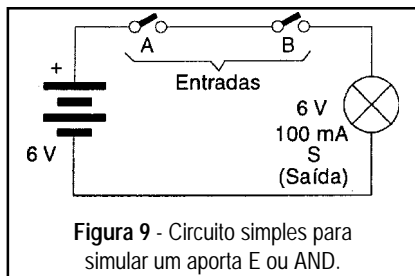 +
A
B
Entradas
6 V
6 V
100 mA
S
(Saída)
Figura 9 - Circuito simples para
simular um aporta E ou AND.